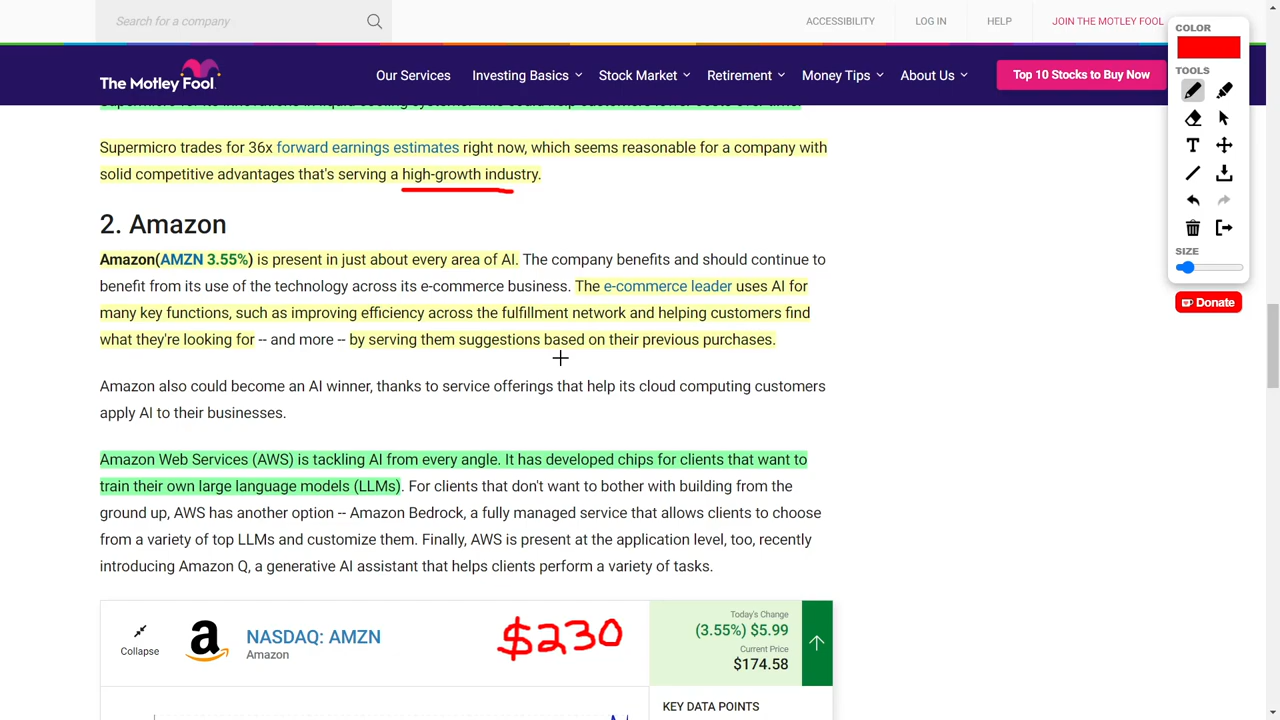 Search for a company
ACCESSIBILITY
LOG IN
HELP
JOIN THE MOTLEY FOOL
The Motley Fool
Our Services
Investing Basics
Stock Market
Retirement
Money Tips
About Us
Top 10 Stocks to Buy Now
Supermicro trades for 36x forward earnings estimates right now, which seems reasonable for a company with
solid competitive advantages that's serving a high-growth industry.
2. Amazon
Amazon(AMZN 3.55%) is present in just about every area of AI. The company benefits and should continue to
benefit from its use of the technology across its e-commerce business. The e-commerce leader uses AI for
many key functions, such as improving efficiency across the fulfillment network and helping customers find
what they're looking for -- and more -- by serving them suggestions based on their previous purchases.
Amazon also could become an AI winner, thanks to service offerings that help its cloud computing customers
apply AI to their businesses.
Amazon Web Services (AWS) is tackling AI from every angle. It has developed chips for clients that want to
train their own large language models (LLMs). For clients that don't want to bother with building from the
ground up, AWS has another option -- Amazon Bedrock, a fully managed service that allows clients to choose
from a variety of top LLMs and customize them. Finally, AWS is present at the application level, too, recently
introducing Amazon Q, a generative AI assistant that helps clients perform a variety of tasks.
Collapse
a
NASDAQ: AMZN
Amazon
$230
Today's Change
(3.55%) $5.99
Current Price
$174.58
KEY DATA POINTS
COLOR
TOOLS
T
SIZE
Donate